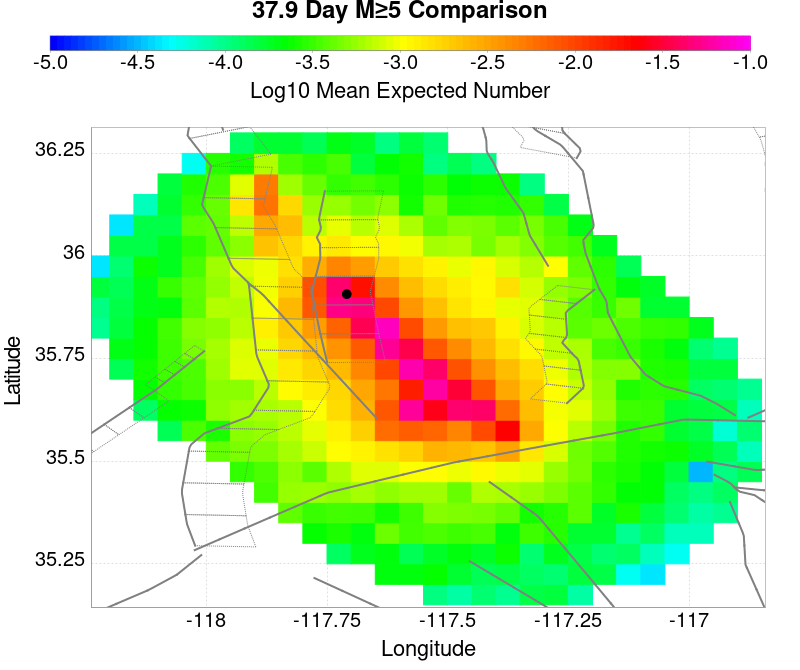 37.9 Day M≥5 Comparison
-5.0 -4.5 -4.0 -3.5 -3.0 -2.5 -2.0 -1.5 -1.0
Log10 Mean Expected Number
36.25
36
35.75
35.5
35.25
Latitude
-118 -117.75 -117.5 -117.25 -117
Longitude